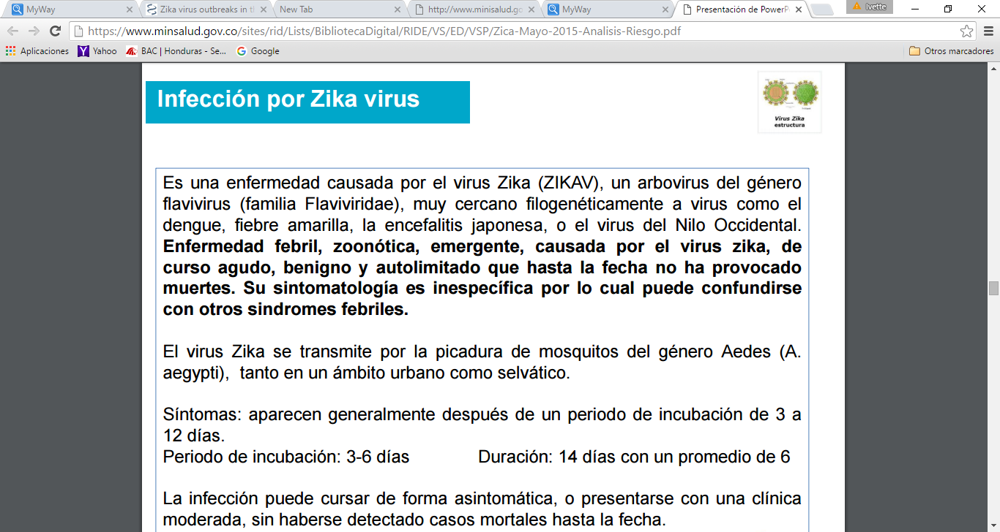 MyWay
Zika virus outbreaks in t
New Tab
http://www.minisalud.go
MyWay
Presentación de PowerP
Ivette
https://www.minsalud.gov.co/sites/rid/Lists/BibliotecaDigital/RIDE/VS/ED/VSP/Zica-Mayo-2015-Analisis-Riesgo.pdf
Aplicaciones
Yahoo
BAC | Honduras - Se...
Google
Otros marcadores
Infección por Zika virus
Virus Zika
estructura
Es una enfermedad causada por el virus Zika (ZIKAV), un arbovirus del género
flavivirus (familia Flaviviridae), muy cercano filogenéticamente a virus como el
dengue, fiebre amarilla, la encefalitis japonesa, o el virus del Nilo Occidental.
Enfermedad febril, zoonótica, emergente, causada por el virus zika, de
curso agudo, benigno y autolimitado que hasta la fecha no ha provocado
muertes. Su sintomatología es inespecífica por lo cual puede confundirse
con otros sindromes febriles.
El virus Zika se transmite por la picadura de mosquitos del género Aedes (A.
aegypti), tanto en un ámbito urbano como selvático.
Síntomas: aparecen generalmente después de un periodo de incubación de 3 a
12 días.
Periodo de incubación: 3-6 días Duración: 14 días con un promedio de 6
La infección puede cursar de forma asintomática, o presentarse con una clínica
moderada, sin haberse detectado casos mortales hasta la fecha.